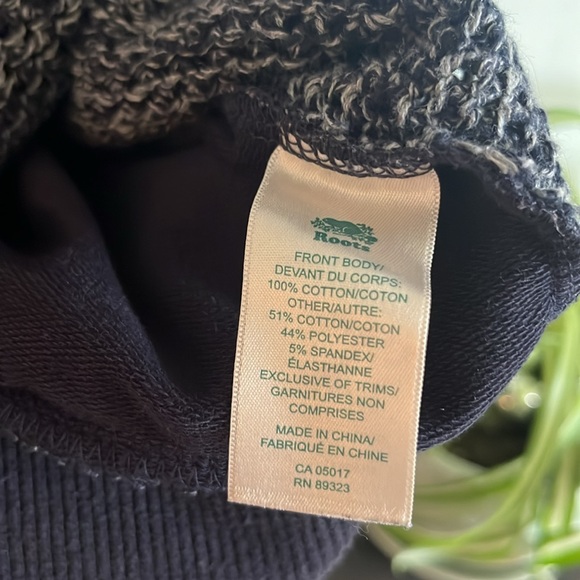 Roots
FRONT BODY/
DEVANT DU CORPS:
100% COTTON/COTON
OTHER/AUTRE:
51% COTTON/COTON
44% POLYESTER
5% SPANDEX/
ÉLASTHANNE
EXCLUSIVE OF TRIMS/
GARNITURES NON
COMPRISES
MADE IN CHINA/
FABRIQUÉ EN CHINE
CA 05017
RN 89323